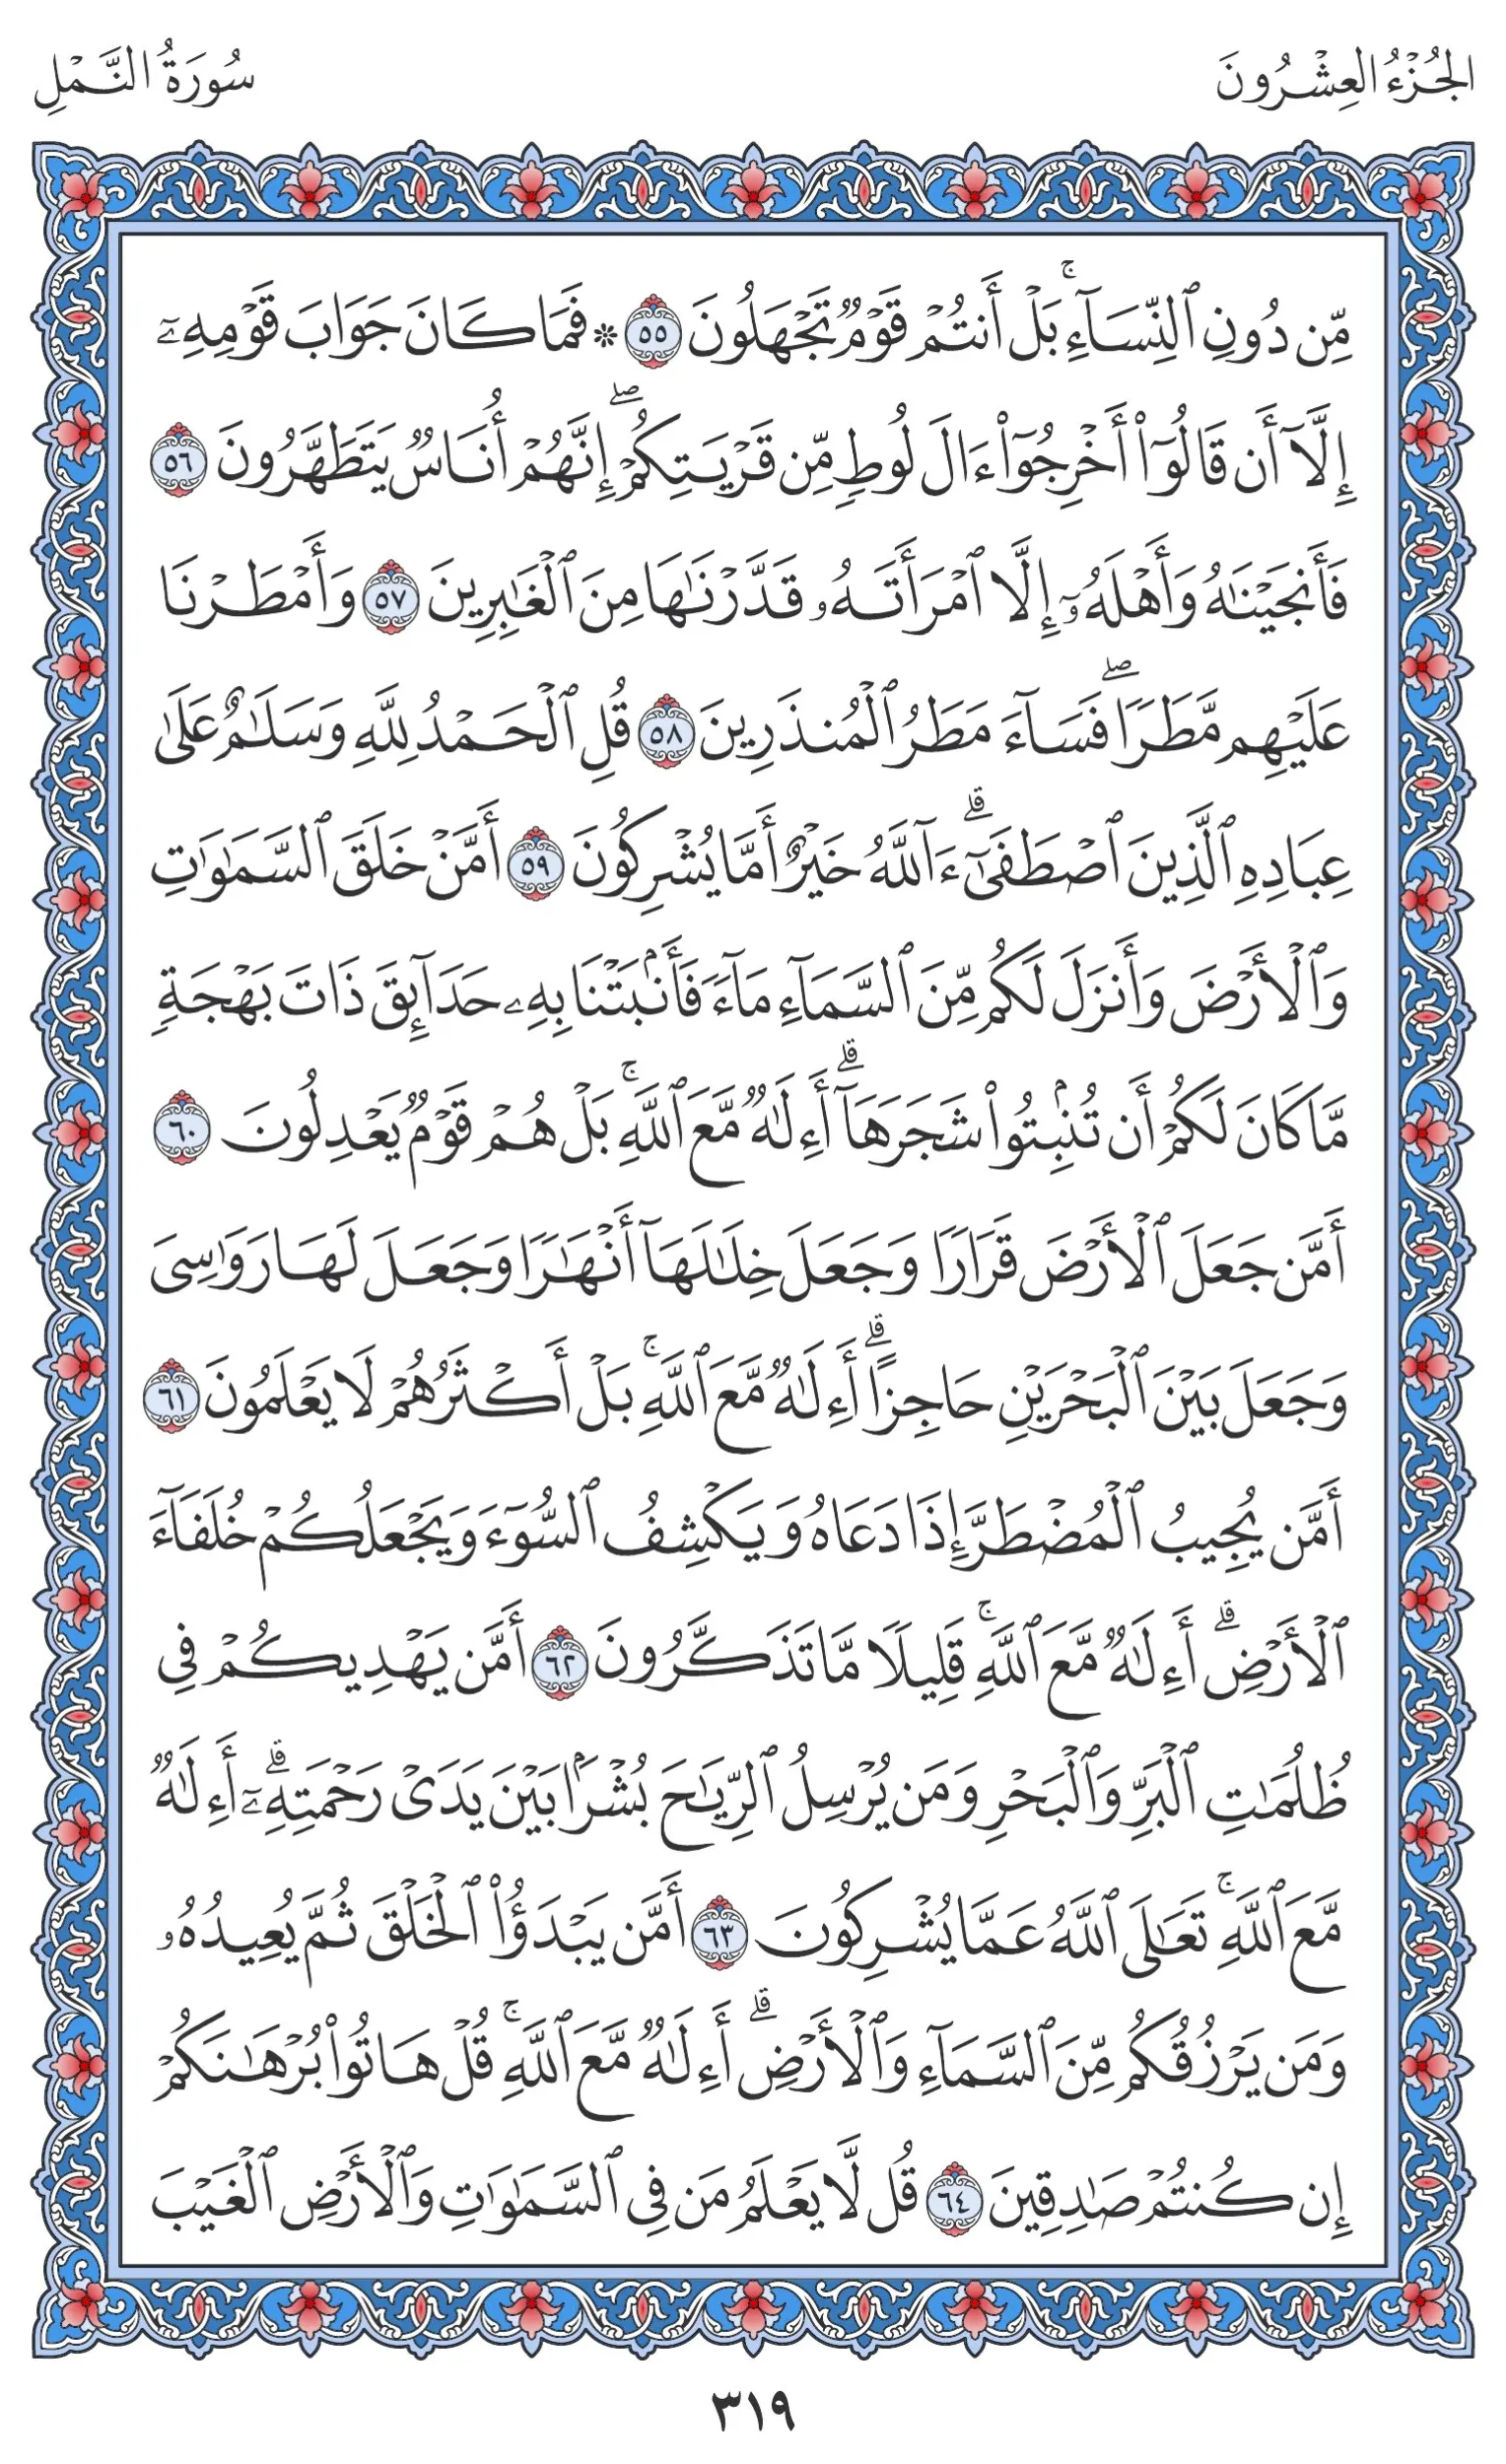 الجُزْءُ العِشْرُونَ سُورَةُ النَّمْلِ
مِّن دُونِ ٱلنِّسَآءِۚ بَلْ أَنتُمْ قَوْمٌ تَجْهَلُونَ ٥٥ * فَمَا كَانَ جَوَابَ قَوْمِهِۦٓ
إِلَّآ أَن قَالُوٓا۟ أَخْرِجُوٓا۟ ءَالَ لُوطٍ مِّن قَرْيَتِكُمْۖ إِنَّهُمْ أُنَاسٌ يَتَطَهَّرُونَ ٥٦
فَأَنجَيْنَٰهُ وَأَهْلَهُۥٓ إِلَّا ٱمْرَأَتَهُۥ قَدَّرْنَٰهَا مِنَ ٱلْغَٰبِرِينَ ٥٧ وَأَمْطَرْنَا
عَلَيْهِم مَّطَرًاۖ فَسَآءَ مَطَرُ ٱلْمُنذَرِينَ ٥٨ قُلِ ٱلْحَمْدُ لِلَّهِ وَسَلَٰمٌ عَلَىٰ
عِبَادِهِ ٱلَّذِينَ ٱصْطَفَىٰٓۗ ءَآللَّهُ خَيْرٌ أَمَّا يُشْرِكُونَ ٥٩ أَمَّنْ خَلَقَ ٱلسَّمَٰوَٰتِ
وَٱلْأَرْضَ وَأَنزَلَ لَكُم مِّنَ ٱلسَّمَآءِ مَآءً فَأَنۢبَتْنَا بِهِۦ حَدَآئِقَ ذَاتَ بَهْجَةٍ
مَّا كَانَ لَكُمْ أَن تُنۢبِتُوا۟ شَجَرَهَآۗ أَءِلَٰهٌ مَّعَ ٱللَّهِۚ بَلْ هُمْ قَوْمٌ يَعْدِلُونَ ٦٠
أَمَّن جَعَلَ ٱلْأَرْضَ قَرَارًا وَجَعَلَ خِلَٰلَهَآ أَنْهَٰرًا وَجَعَلَ لَهَا رَوَٰسِىَ
وَجَعَلَ بَيْنَ ٱلْبَحْرَيْنِ حَاجِزًاۗ أَءِلَٰهٌ مَّعَ ٱللَّهِۚ بَلْ أَكْثَرُهُمْ لَا يَعْلَمُونَ ٦١
أَمَّن يُجِيبُ ٱلْمُضْطَرَّ إِذَا دَعَاهُ وَيَكْشِفُ ٱلسُّوٓءَ وَيَجْعَلُكُمْ خُلَفَآءَ
ٱلْأَرْضِۗ أَءِلَٰهٌ مَّعَ ٱللَّهِۚ قَلِيلًا مَّا تَذَكَّرُونَ ٦٢ أَمَّن يَهْدِيكُمْ فِى
ظُلُمَٰتِ ٱلْبَرِّ وَٱلْبَحْرِ وَمَن يُرْسِلُ ٱلرِّيَٰحَ بُشْرًۢا بَيْنَ يَدَىْ رَحْمَتِهِۦٓۗ أَءِلَٰهٌ
مَّعَ ٱللَّهِۚ تَعَٰلَى ٱللَّهُ عَمَّا يُشْرِكُونَ ٦٣ أَمَّن يَبْدَؤُا۟ ٱلْخَلْقَ ثُمَّ يُعِيدُهُۥ
وَمَن يَرْزُقُكُم مِّنَ ٱلسَّمَآءِ وَٱلْأَرْضِۗ أَءِلَٰهٌ مَّعَ ٱللَّهِۚ قُلْ هَاتُوا۟ بُرْهَٰنَكُمْ
إِن كُنتُمْ صَٰدِقِينَ ٦٤ قُل لَّا يَعْلَمُ مَن فِى ٱلسَّمَٰوَٰتِ وَٱلْأَرْضِ ٱلْغَيْبَ
٣١٩